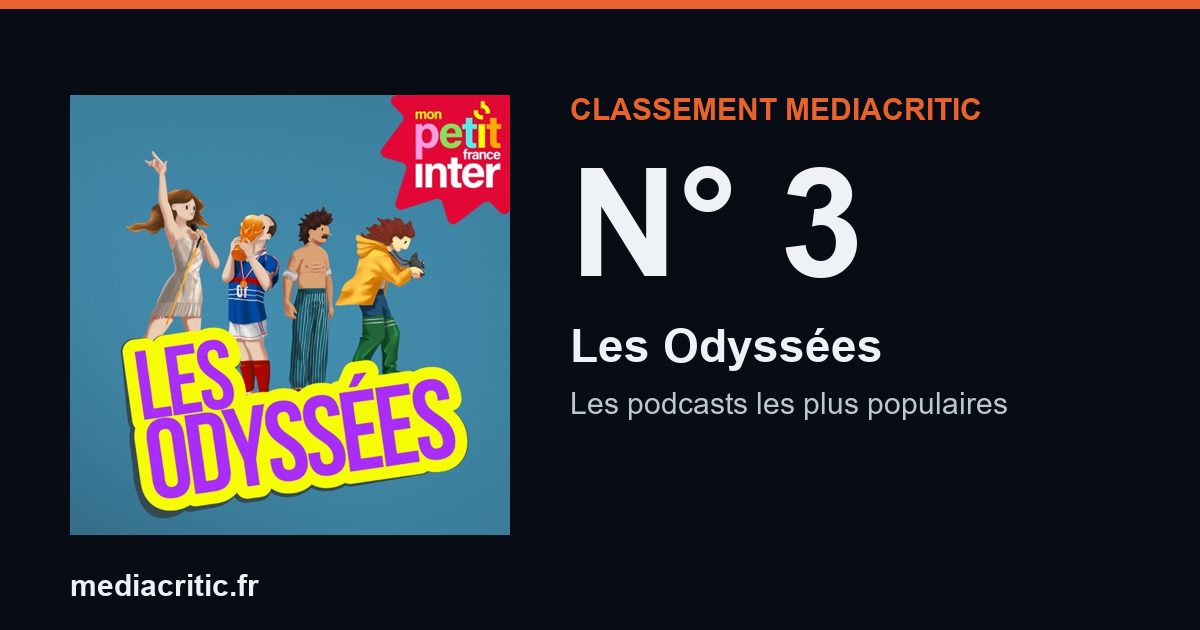 mon
petit
france
inter
01
LES
ODYSSÉES
CLASSEMENT MEDIACRITIC
N° 3
Les Odyssées
Les podcasts les plus populaires
mediacritic.fr